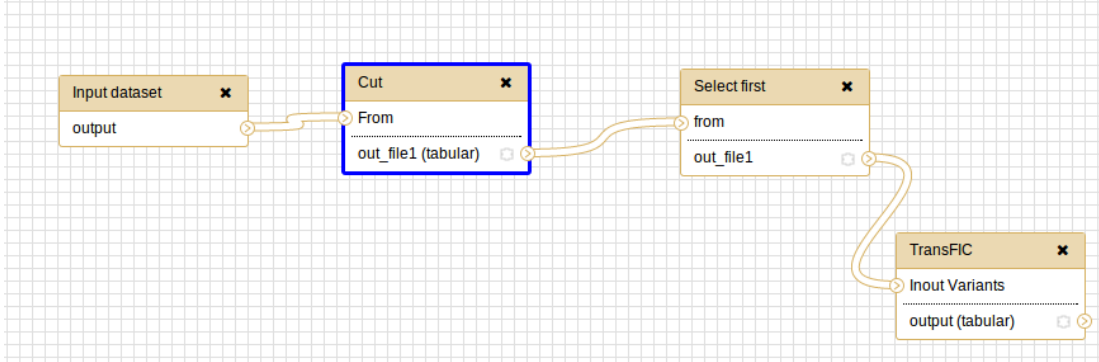 Input dataset
output
Cut
From
out_file1 (tabular)
Select first
from
out_file1
TransFIC
Inout Variants
output (tabular)